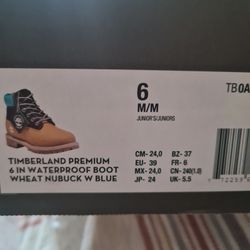 6
M/M
JUNIOR'S/JUNIORS
TB0A
TIMBERLAND PREMIUM
6 IN WATERPROOF BOOT
WHEAT NUBUCK W BLUE
CM- 24,0 BZ- 37
EU- 39 FR- 6
MX- 24,0 CN- 240(1.0)
JP- 24 UK- 5.5